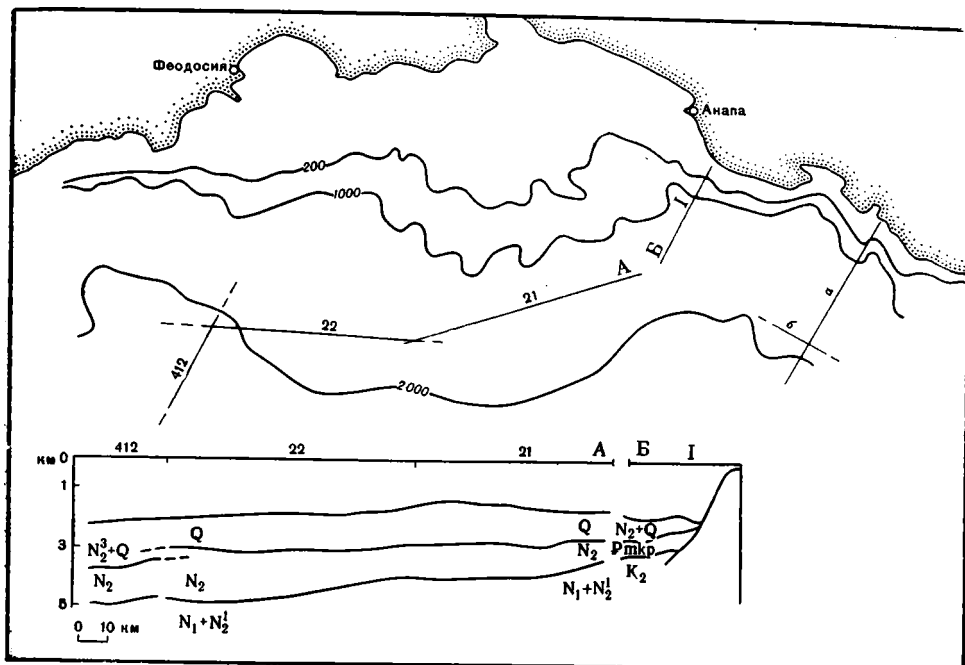 Феодосия
Анапа
200
1000
I
Б
А
21
а
22
б
412
2000
412 22 21 А Б I
км 0
1
3
5
Q Q N₂+Q
N₂³+Q N₂ Pmkp
N₂ N₂ K₂
N₁+N₂¹ N₁+N₂¹
0 10 км